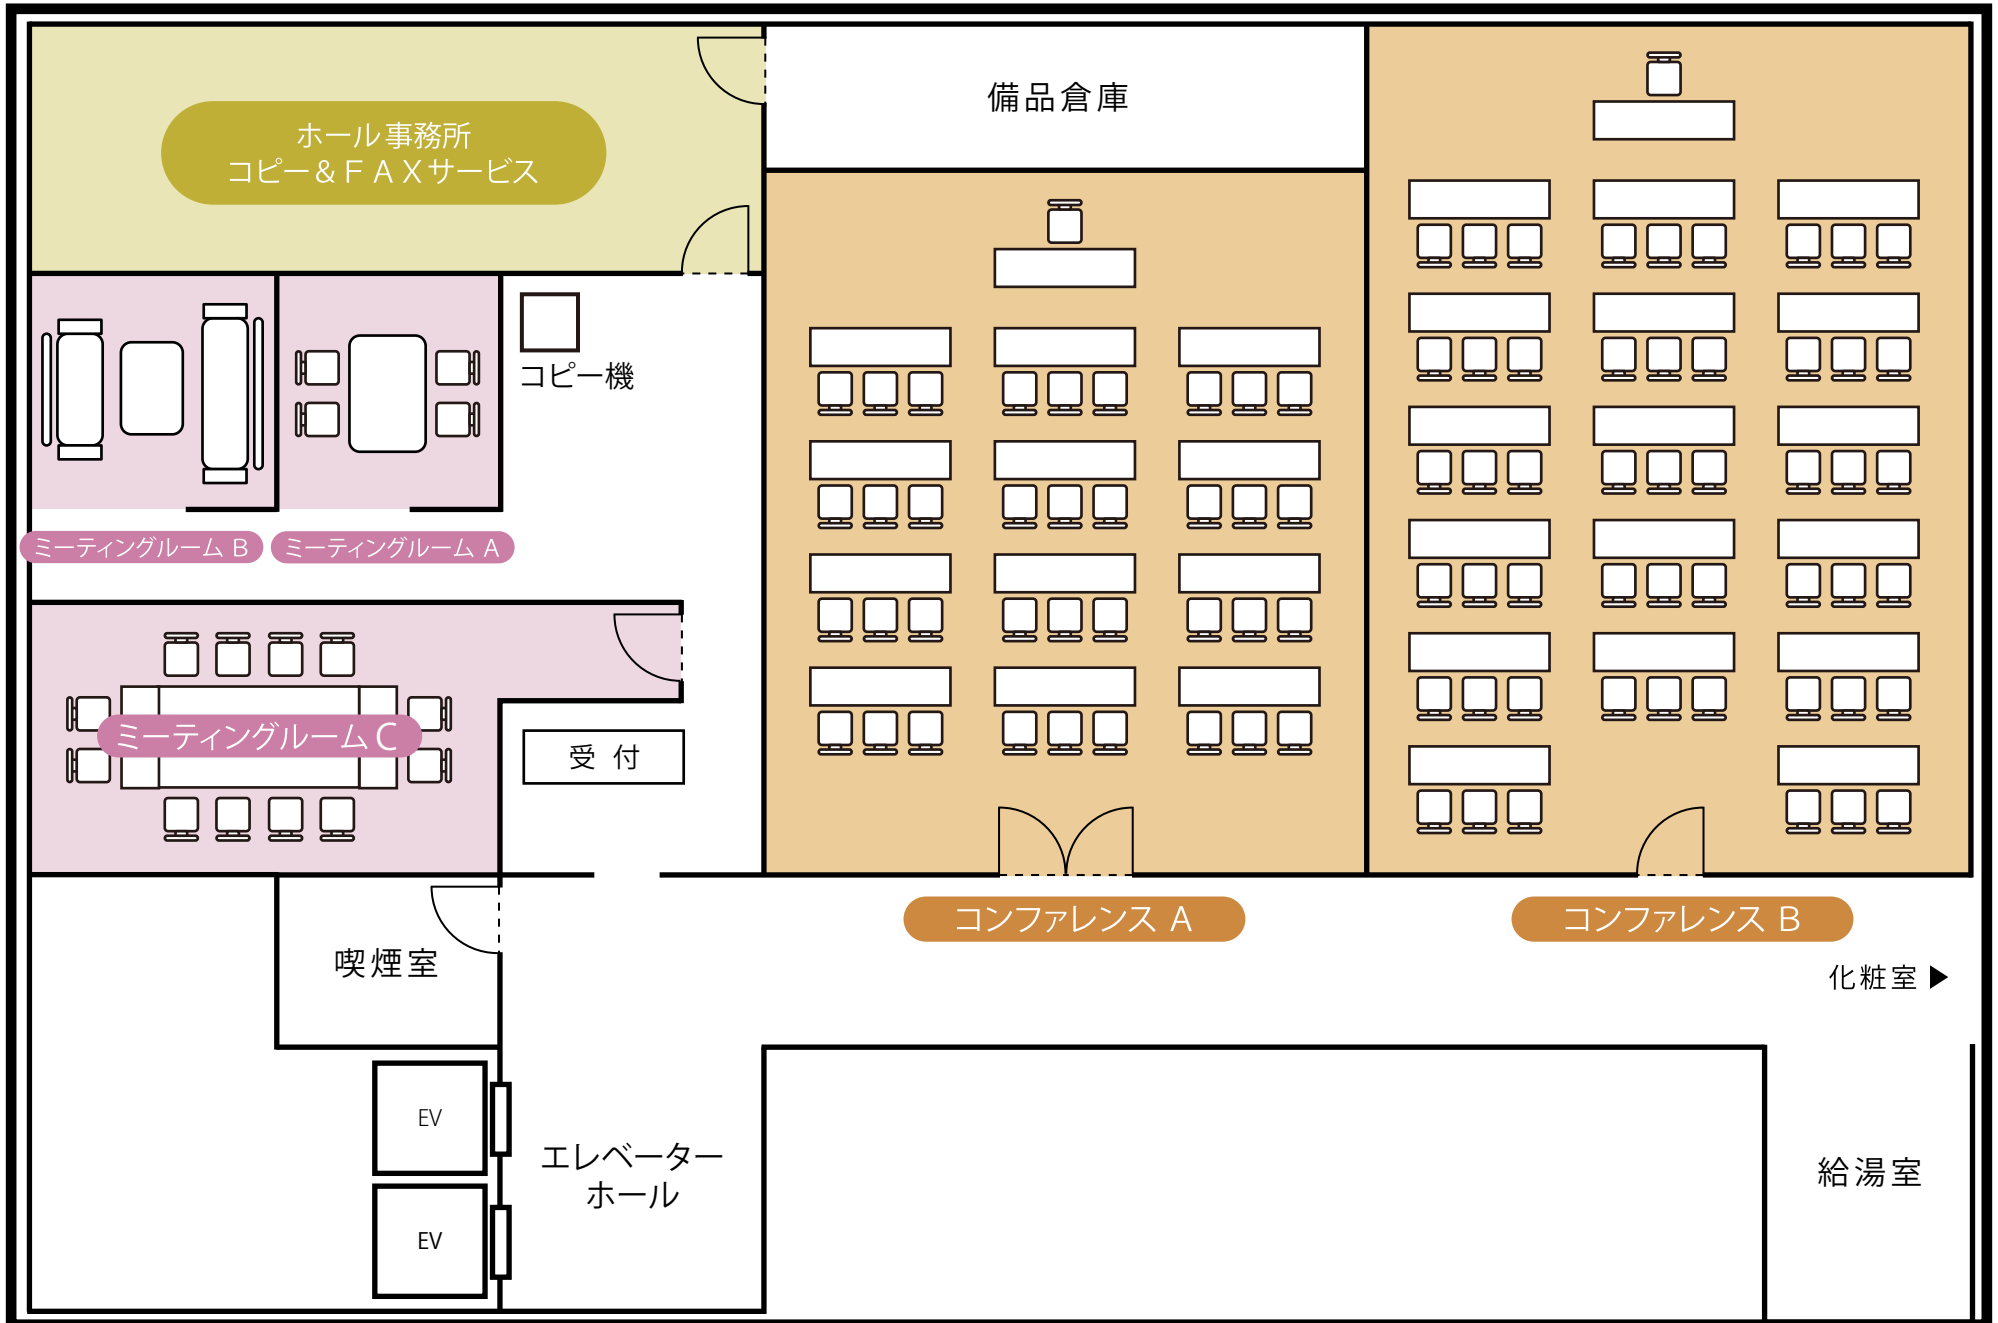 ホール事務所
コピー＆ＦＡＸサービス
備品倉庫
コピー機
ミーティングルーム B
ミーティングルーム A
ミーティングルーム C
受 付
コンファレンス A
コンファレンス B
喫煙室
化粧室 ▶
EV
エレベーター
ホール
EV
給湯室